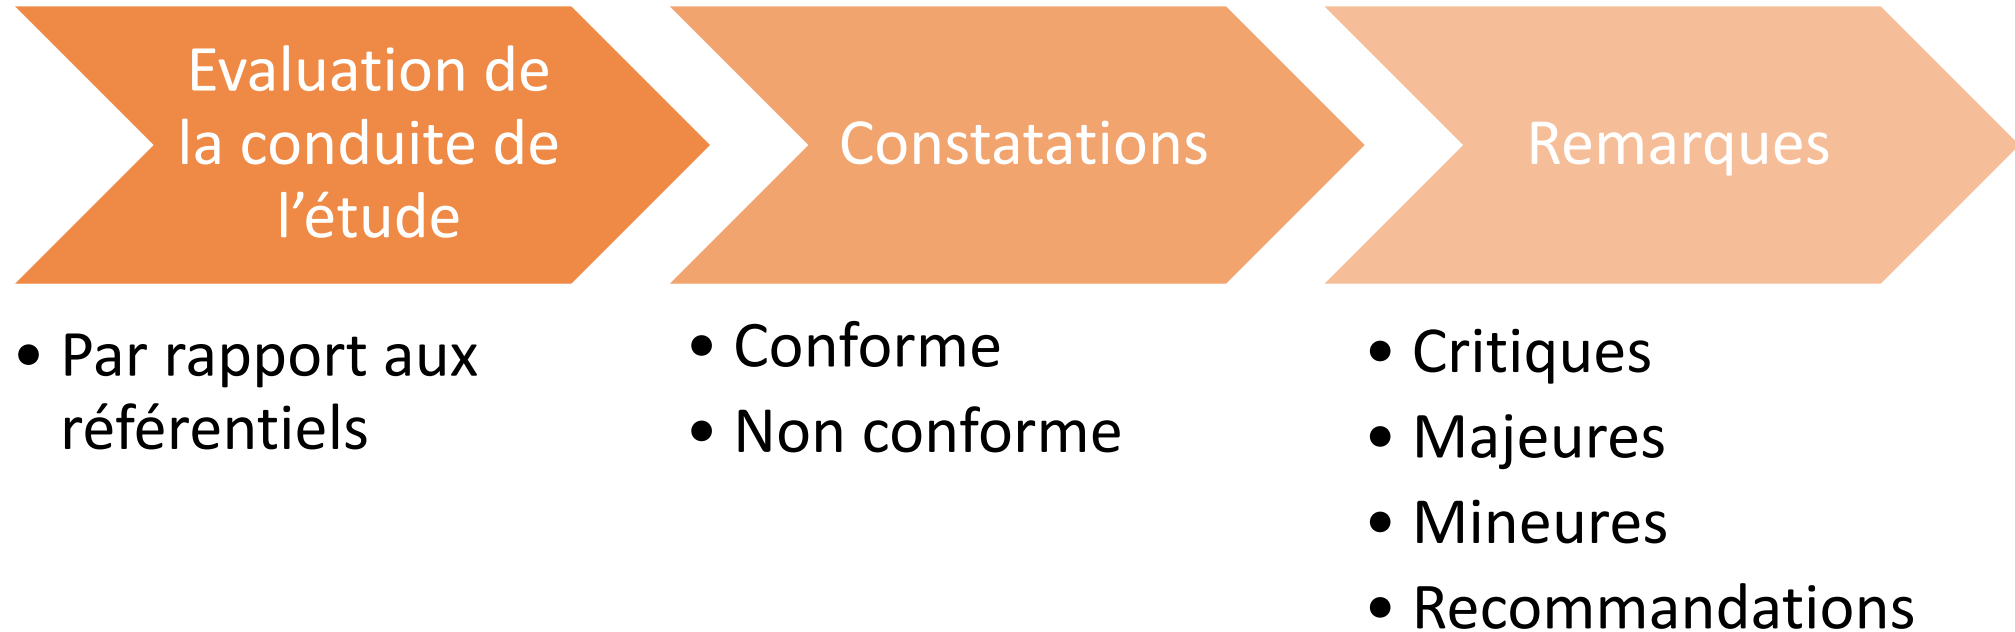 Evaluation de
la conduite de
l’étude
• Par rapport aux
référentiels
Constatations
• Conforme
• Non conforme
Remarques
• Critiques
• Majeures
• Mineures
• Recommandations